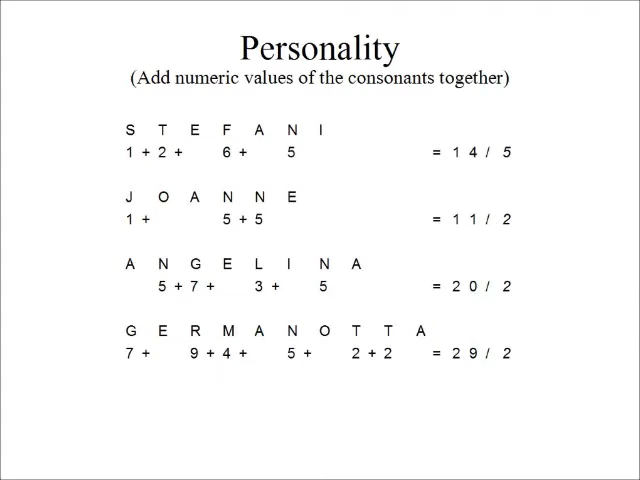 Personality
(Add numeric values of the consonants together)
S T E F A N I
1 + 2 + 6 + 5 = 1 4 / 5
J O A N N E
1 + 5 + 5 = 1 1 / 2
A N G E L I N A
5 + 7 + 3 + 5 = 2 0 / 2
G E R M A N O T T A
7 + 9 + 4 + 5 + 2 + 2 = 2 9 / 2